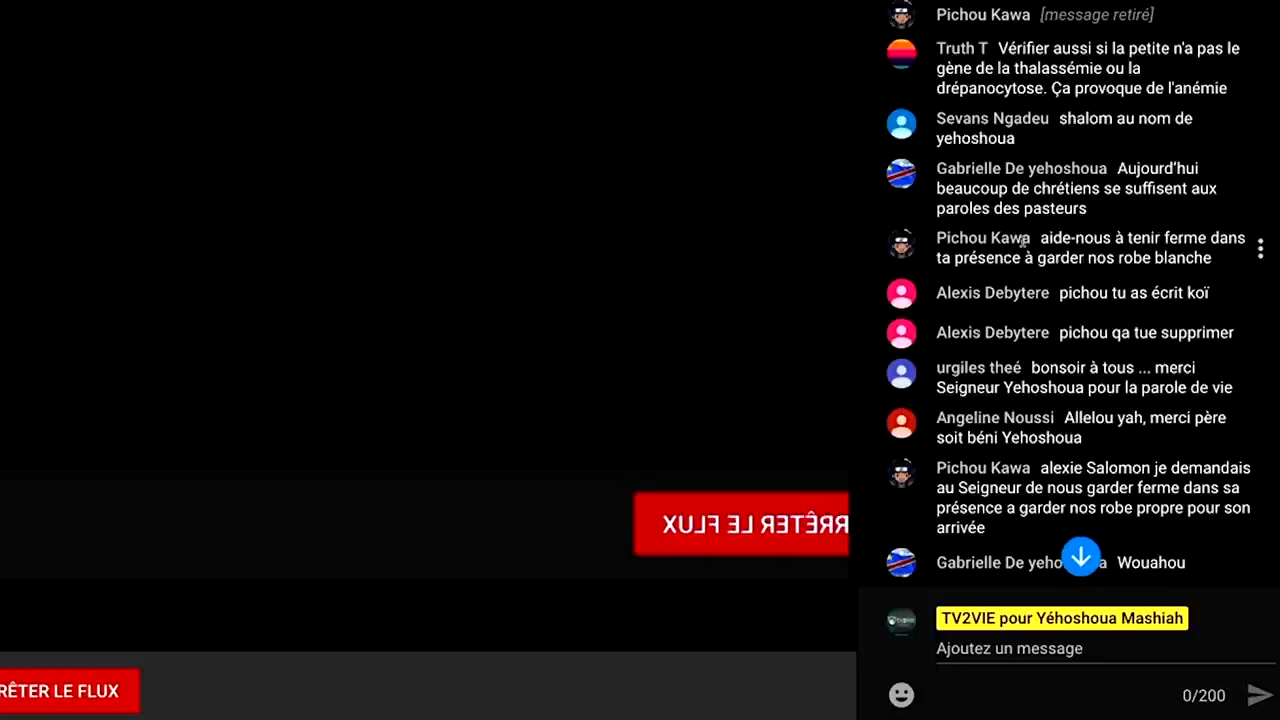 Pichou Kawa [message retiré]
Truth T Vérifier aussi si la petite n'a pas le
gène de la thalassémie ou la
drépanocytose. Ça provoque de l'anémie
Sevans Ngadeu shalom au nom de
yehoshoua
Gabrielle De yehoshoua Aujourd'hui
beaucoup de chrétiens se suffisent aux
paroles des pasteurs
Pichou Kawa aide-nous à tenir ferme dans
ta présence à garder nos robe blanche
Alexis Debytere pichou tu as écrit koï
Alexis Debytere pichou qa tue supprimer
urgiles theé bonsoir à tous ... merci
Seigneur Yehoshoua pour la parole de vie
Angeline Noussi Allelou yah, merci père
soit béni Yehoshoua
Pichou Kawa alexie Salomon je demandais
au Seigneur de nous garder ferme dans sa
présence a garder nos robe propre pour son
arrivée
Gabrielle De yeho a Wouahou
TV2VIE pour Yéhoshoua Mashiah
Ajoutez un message
0/200
RRÊTER LE FLUX
RÊTER LE FLUX